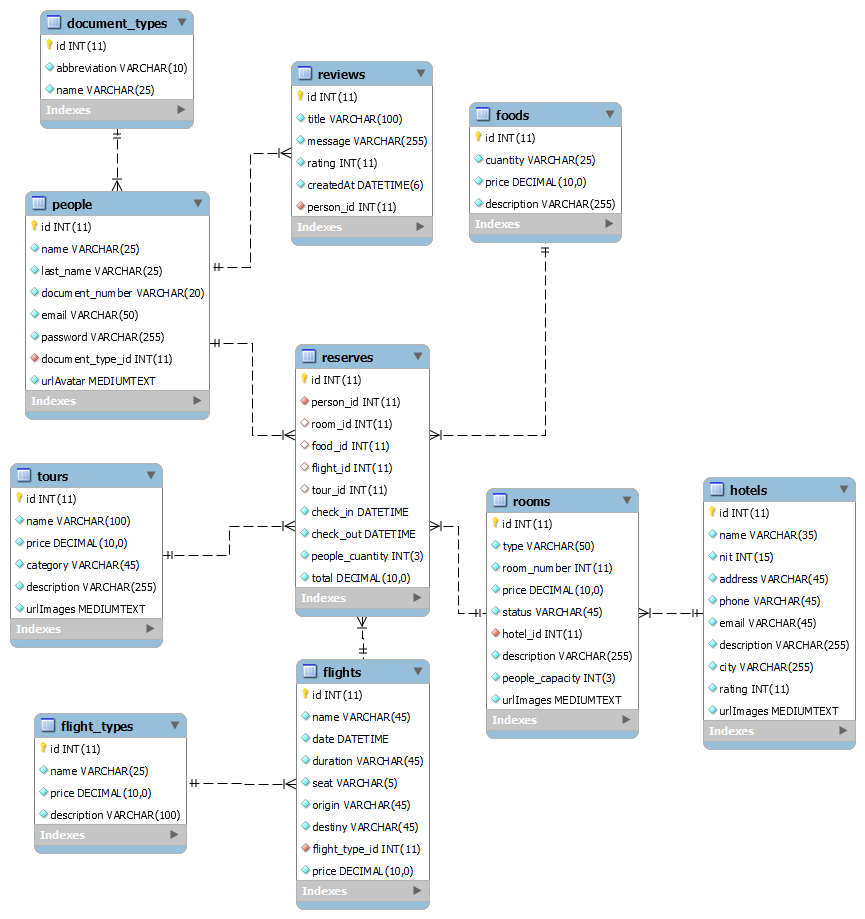 document_types
id INT(11)
abbreviation VARCHAR(10)
name VARCHAR(25)
Indexes
reviews
id INT(11)
title VARCHAR(100)
message VARCHAR(255)
rating INT(11)
createdAt DATETIME(6)
person_id INT(11)
Indexes
foods
id INT(11)
cuantity VARCHAR(25)
price DECIMAL(10,0)
description VARCHAR(255)
Indexes
people
id INT(11)
name VARCHAR(25)
last_name VARCHAR(25)
document_number VARCHAR(20)
email VARCHAR(50)
password VARCHAR(255)
document_type_id INT(11)
urlAvatar MEDIUMTEXT
Indexes
reserves
id INT(11)
person_id INT(11)
room_id INT(11)
food_id INT(11)
flight_id INT(11)
tour_id INT(11)
check_in DATETIME
check_out DATETIME
people_cuantity INT(3)
total DECIMAL(10,0)
Indexes
tours
id INT(11)
name VARCHAR(100)
price DECIMAL(10,0)
category VARCHAR(45)
description VARCHAR(255)
urlImages MEDIUMTEXT
Indexes
rooms
id INT(11)
type VARCHAR(50)
room_number INT(11)
price DECIMAL(10,0)
status VARCHAR(45)
hotel_id INT(11)
description VARCHAR(255)
people_capacity INT(3)
urlImages MEDIUMTEXT
Indexes
hotels
id INT(11)
name VARCHAR(35)
nit INT(15)
address VARCHAR(45)
phone VARCHAR(45)
email VARCHAR(45)
description VARCHAR(255)
city VARCHAR(255)
rating INT(11)
urlImages MEDIUMTEXT
Indexes
flight_types
id INT(11)
name VARCHAR(25)
price DECIMAL(10,0)
description VARCHAR(100)
Indexes
flights
id INT(11)
name VARCHAR(45)
date DATETIME
duration VARCHAR(45)
seat VARCHAR(5)
origin VARCHAR(45)
destiny VARCHAR(45)
flight_type_id INT(11)
price DECIMAL(10,0)
Indexes